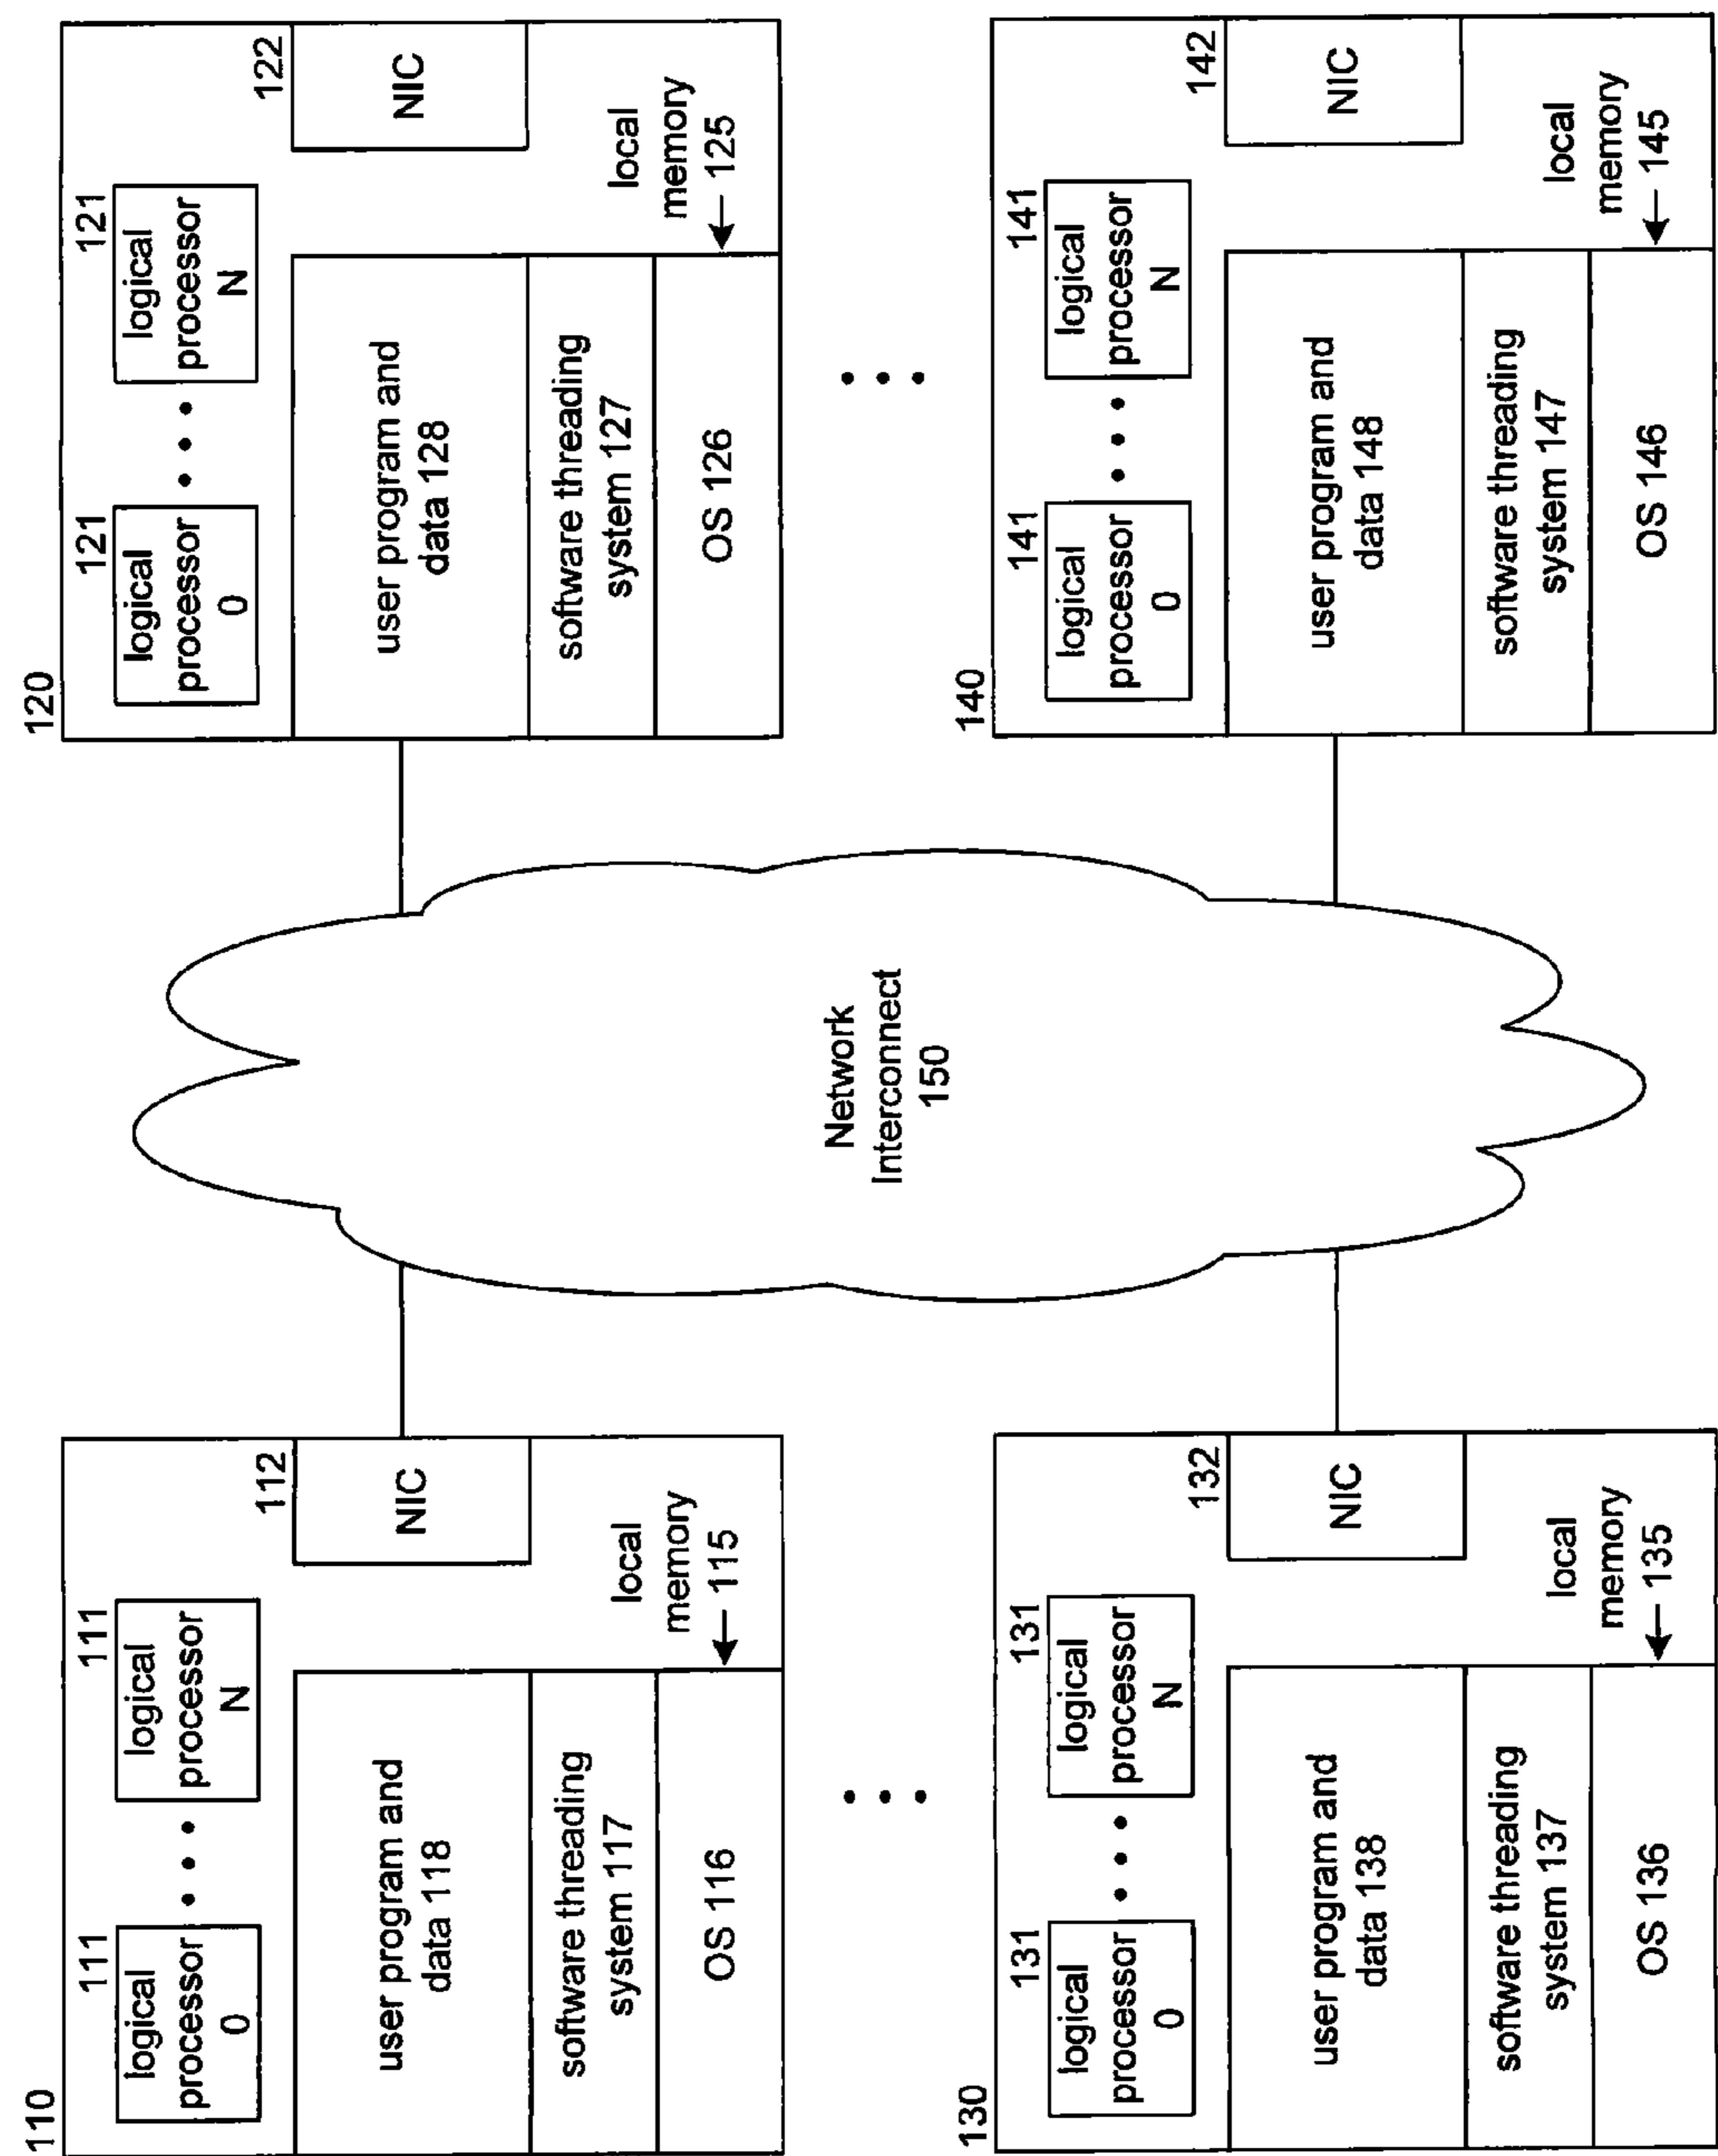 110
111
logical
processor
0
111
logical
processor
N
112
NIC
user program and
data 118
software threading
system 117
OS 116
local
memory
115
120
121
logical
processor
0
121
logical
processor
N
122
NIC
user program and
data 128
software threading
system 127
OS 126
local
memory
125
Network
Interconnect
150
130
131
logical
processor
0
131
logical
processor
N
132
NIC
user program and
data 138
software threading
system 137
OS 136
local
memory
135
140
141
logical
processor
0
141
logical
processor
N
142
NIC
user program and
data 148
software threading
system 147
OS 146
local
memory
145